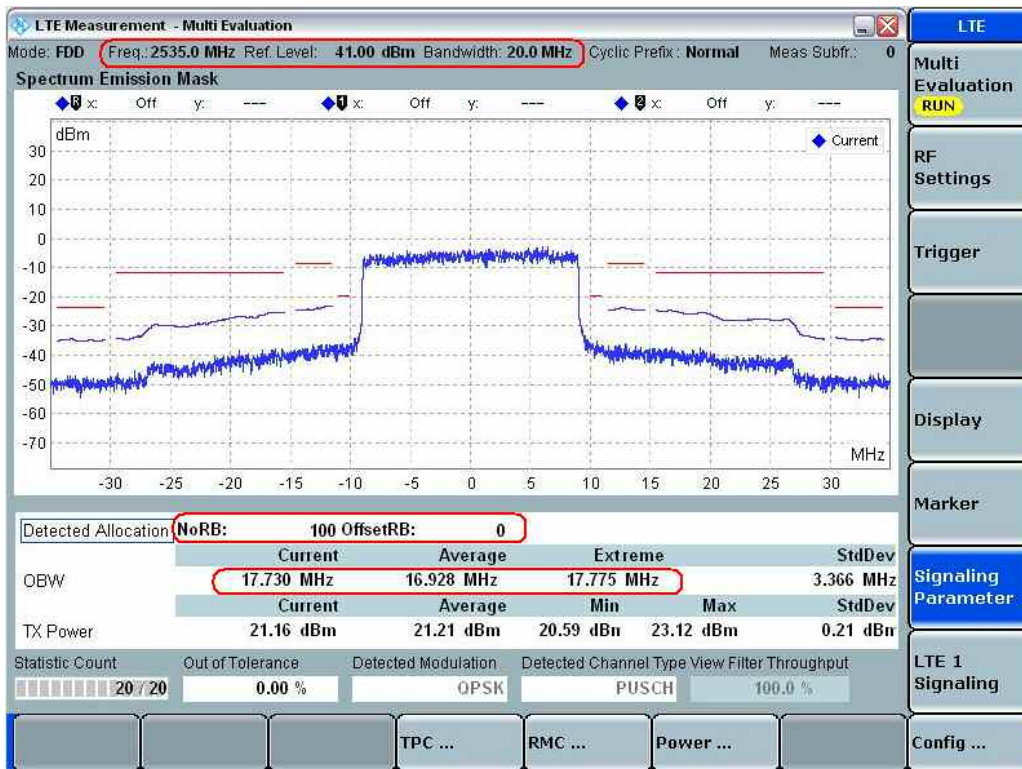 LTE Measurement - Multi Evaluation
Mode: FDD Freq.: 2535.0 MHz Ref. Level: 41.00 dBm Bandwidth: 20.0 MHz Cyclic Prefix : Normal Meas Subfr.: 0
Spectrum Emission Mask
R x: Off y: --- 1 x: Off y: --- 2 x: Off y: ---
dBm
Current
30
20
10
0
-10
-20
-30
-40
-50
-60
-70
MHz
-30 -25 -20 -15 -10 -5 0 5 10 15 20 25 30
Detected Allocation NoRB: 100 OffsetRB: 0
Current Average Extreme StdDev
OBW 17.730 MHz 16.928 MHz 17.775 MHz 3.366 MHz
Current Average Min Max StdDev
TX Power 21.16 dBm 21.21 dBm 20.59 dBm 23.12 dBm 0.21 dBm
Statistic Count Out of Tolerance Detected Modulation Detected Channel Type View Filter Throughput
20 / 20 0.00 % QPSK PUSCH 100.0 %
TPC ... RMC ... Power ... Config ...
LTE
Multi
Evaluation
RUN
RF
Settings
Trigger
Display
Marker
Signaling
Parameter
LTE 1
Signaling